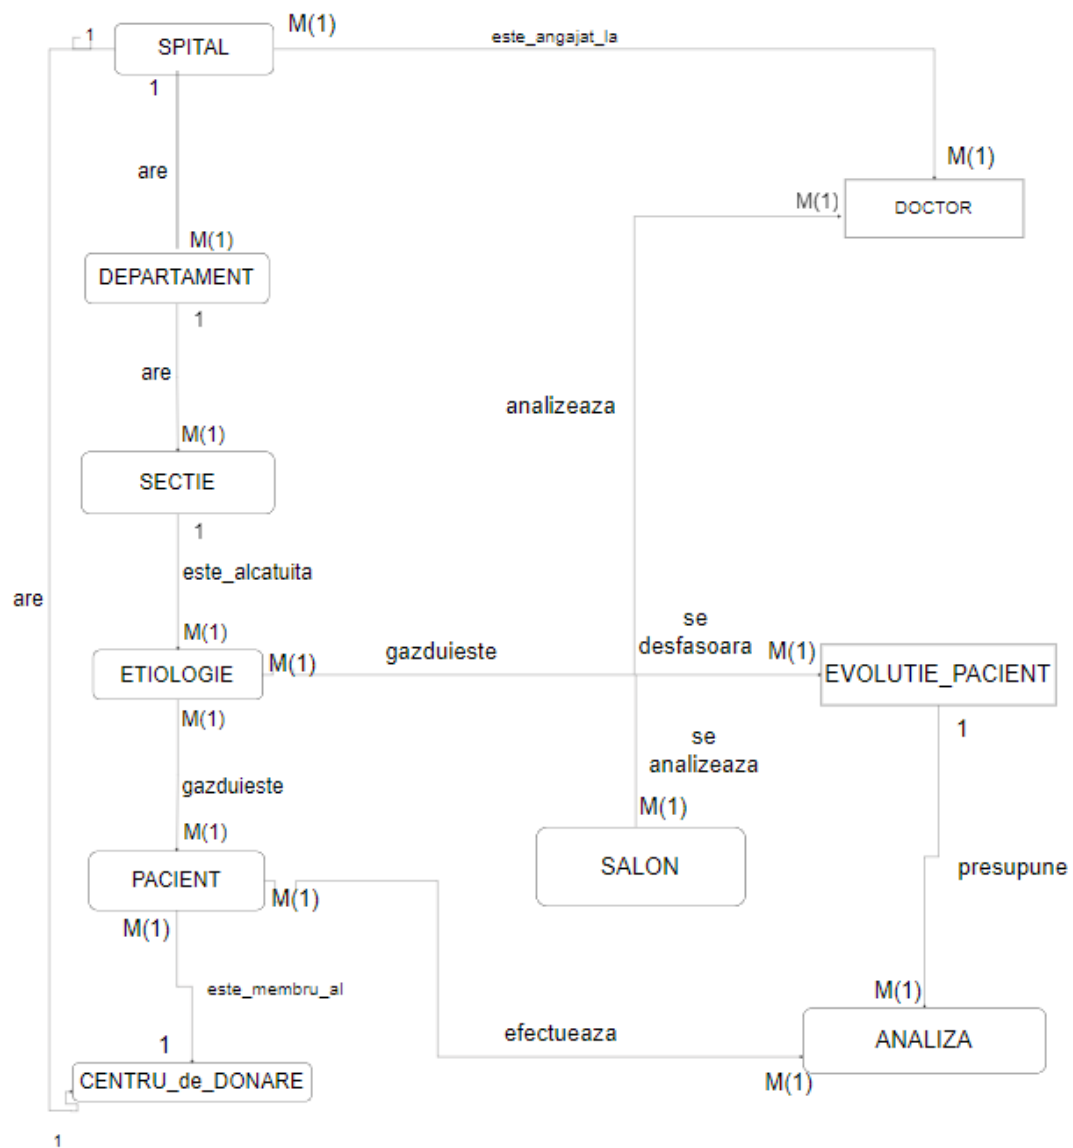 M(1)
1
SPITAL
este_angajat_la
1
M(1)
are
M(1)
DOCTOR
M(1)
DEPARTAMENT
1
are
analizeaza
M(1)
SECTIE
1
este_alcatuita
are
M(1)
se
desfasoara
gazduieste
M(1)
M(1)
ETIOLOGIE
EVOLUTIE_PACIENT
M(1)
1
se
analizeaza
gazduieste
M(1)
M(1)
SALON
presupune
PACIENT
M(1)
M(1)
este_membru_al
M(1)
efectueaza
ANALIZA
1
CENTRU_de_DONARE
M(1)
1